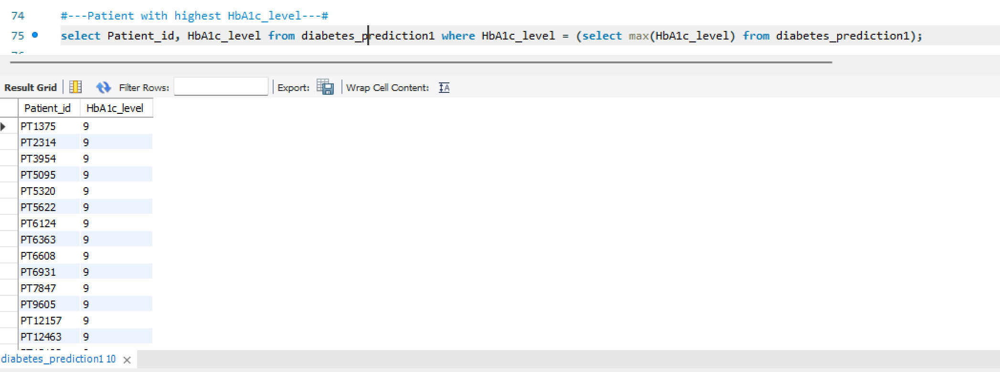 74 #---Patient with highest HbA1c_level---#
75 select Patient_id, HbA1c_level from diabetes_prediction1 where HbA1c_level = (select max(HbA1c_level) from diabetes_prediction1);
Result Grid Filter Rows: Export: Wrap Cell Content: IA
Patient_id HbA1c_level
PT1375 9
PT2314 9
PT3954 9
PT5095 9
PT5320 9
PT5622 9
PT6124 9
PT6363 9
PT6608 9
PT6931 9
PT7847 9
PT9605 9
PT12157 9
PT12463 9
diabetes_prediction1 10